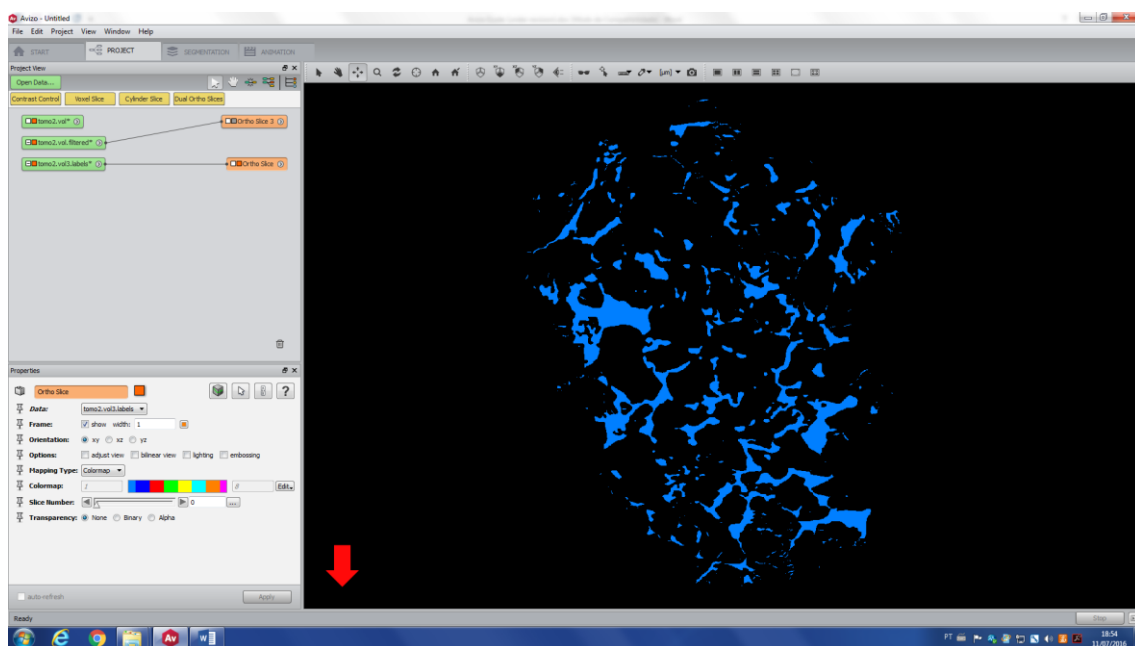 Avizo - Untitled
File Edit Project View Window Help
START PROJECT SEGMENTATION ANIMATION
Project View
Open Data...
Contrast Control Voxel Slice Cylinder Slice Dual Ortho Slices
tomo2.vol* Ortho Slice 3
tomo2.vol.filtered*
tomo2.vol3.labels* Ortho Slice
Properties
Ortho Slice ?
Data: tomo2.vol3.labels
Frame: show width: 1
Orientation: xy xz yz
Options: adjust view bilinear view lighting embossing
Mapping Type: Colormap
Colormap: 1 8 Edit
Slice Number: 0 ...
Transparency: None Binary Alpha
auto-refresh Apply
Ready Stop
Av W PT 18:54
11/07/2016